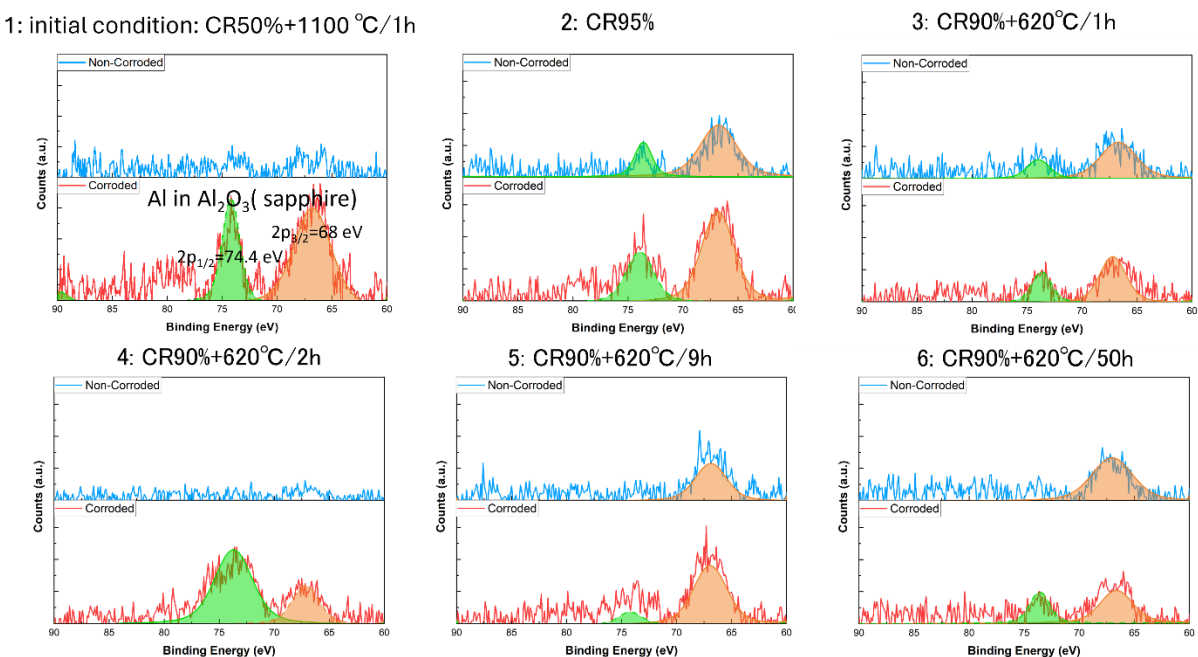 1: initial condition: CR50%+1100 °C/1h
Non-Corroded
Corroded
Al in Al2O3( sapphire)
2p3/2=68 eV
2p1/2=74.4 eV
Counts (a.u.)
90 85 80 75 70 65 60
Binding Energy (eV)
2: CR95%
Non-Corroded
Corroded
Counts (a.u.)
90 85 80 75 70 65 60
Binding Energy (eV)
3: CR90%+620℃/1h
Non-Corroded
Corroded
Counts (a.u.)
90 85 80 75 70 65 60
Binding Energy (eV)
4: CR90%+620℃/2h
Non-Corroded
Corroded
Counts (a.u.)
90 85 80 75 70 65 60
Binding Energy (eV)
5: CR90%+620℃/9h
Non-Corroded
Corroded
Counts (a.u.)
90 85 80 75 70 65 60
Binding Energy (eV)
6: CR90%+620℃/50h
Non-Corroded
Corroded
Counts (a.u.)
90 85 80 75 70 65 60
Binding Energy (eV)